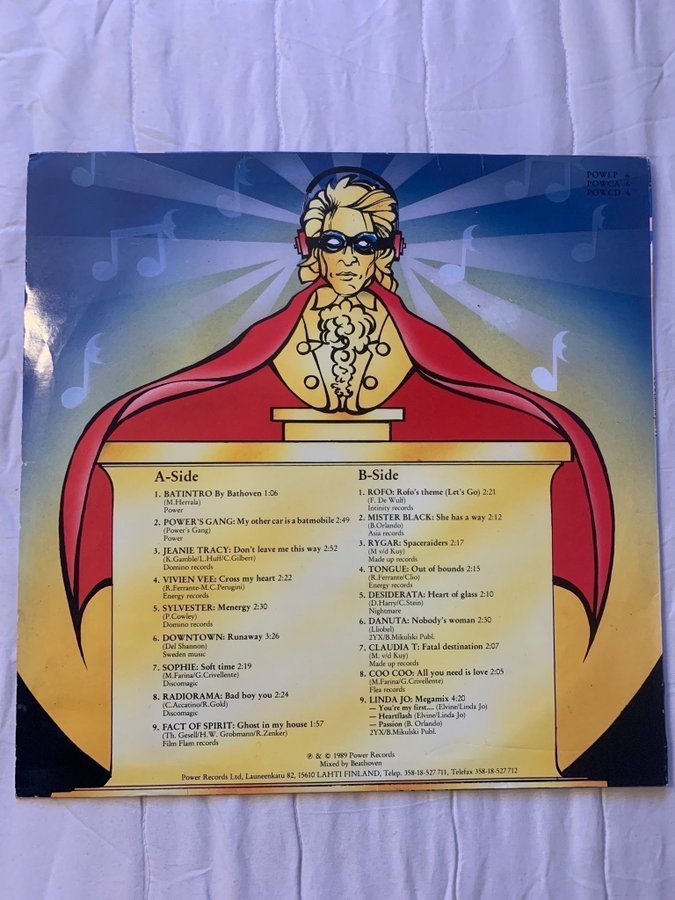 POWLP 6
POWCA 6
POWCD 6
A-Side
1. BATINTRO By Bathoven 1:06
(M.Herrala)
Power
2. POWER'S GANG: My other car is a batmobile 2:49
(Power's Gang)
Power
3. JEANIE TRACY: Don't leave me this way 2:52
(K.Gamble/L.Huff/C.Gilbert)
Domino records
4. VIVIEN VEE: Cross my heart 2:22
(R.Ferrante-M.C.Perugini)
Energy records
5. SYLVESTER: Menergy 2:30
(P.Cowley)
Domino records
6. DOWNTOWN: Runaway 3:26
(Del Shannon)
Sweden music
7. SOPHIE: Soft time 2:19
(M.Farina/G.Crivellente)
Discomagic
8. RADIORAMA: Bad boy you 2:24
(C.Accatino/R.Gold)
Discomagic
9. FACT OF SPIRIT: Ghost in my house 1:57
(Th. Gesell/H.W. Grobmann/R.Zenker)
Film Flam records
B-Side
1. ROFO: Rofo's theme (Let's Go) 2:21
(F. De Wulf)
Intinity records
2. MISTER BLACK: She has a way 2:12
(B.Orlando)
Asia records
3. RYGAR: Spaceraiders 2:17
(M v/d Kuy)
Made up records
4. TONGUE: Out of bounds 2:15
(R.Ferrante/Clio)
Energy records
5. DESIDERATA: Heart of glass 2:10
(D.Harry/C.Stein)
Nightmare
6. DANUTA: Nobody's woman 2:30
(Lliobel)
2YX/B.Mikulski Publ.
7. CLAUDIA T: Fatal destination 2:07
(M. v/d Kuy)
Made up records
8. COO COO: All you need is love 2:05
(M.Farina/G.Crivellente)
Flea records
9. LINDA JO: Megamix 4:20
— You're my first.... (Elvine/Linda Jo)
— Heartflash (Elvine/Linda Jo)
— Passion (B. Orlando)
2YX/B.Mikulski Publ.
℗ & © 1989 Power Records
Mixed by Beathoven
Power Records Ltd, Launeenkatu 82, 15610 LAHTI FINLAND, Telep. 358-18-527 711, Telefax 358-18-527 712